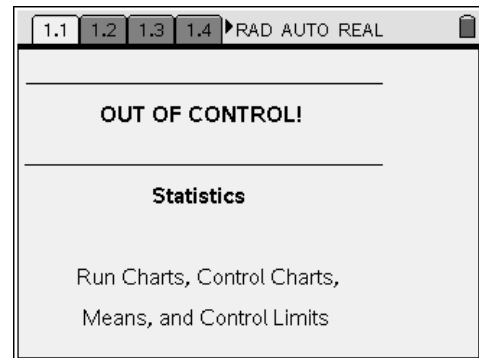 1.1 1.2 1.3 1.4 RAD AUTO REAL
OUT OF CONTROL!
Statistics
Run Charts, Control Charts,
Means, and Control Limits